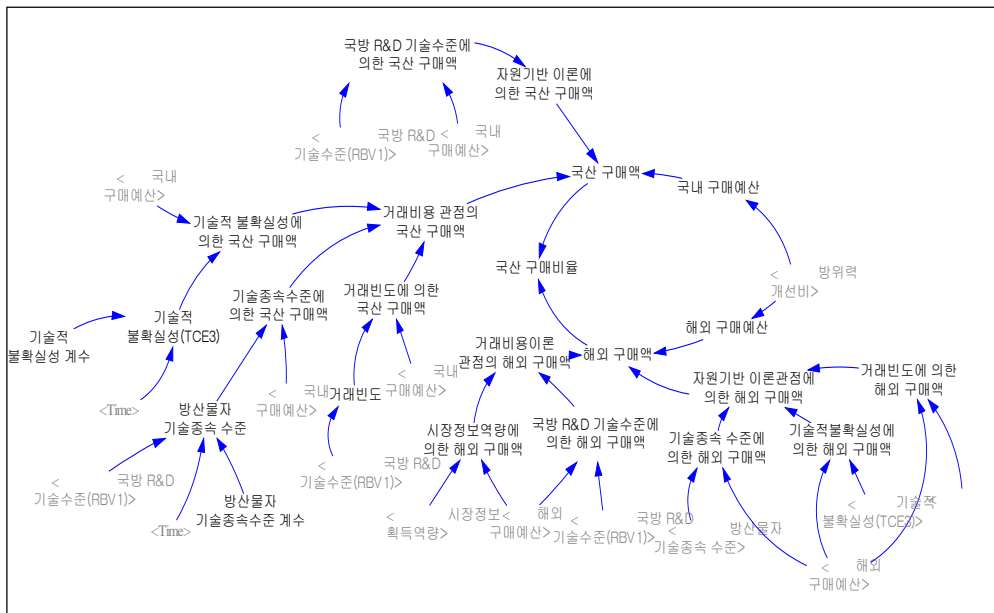 국방 R&D 기술수준에
의한 국산 구매액
자원기반 이론에
의한 국산 구매액
< 국방 R&D
기술수준(RBV1)>
< 국내
구매예산>
국산 구매액
국내 구매예산
< 국내
구매예산>
기술적 불확실성에
의한 국산 구매액
거래비용 관점의
국산 구매액
국산 구매비율
< 방위력
개선비>
기술종속수준에
의한 국산 구매액
거래빈도에 의한
국산 구매액
기술적
불확실성 계수
기술적
불확실성(TCE3)
해외 구매예산
거래비용이론
관점의 해외 구매액
해외 구매액
자원기반 이론관점에
의한 해외 구매액
거래빈도에 의한
해외 구매액
<Time>
방산물자
기술종속 수준
< 국내
구매예산>
거래빈도
< 국내
구매예산>
시장정보역량에
의한 해외 구매액
국방 R&D 기술수준에
의한 해외 구매액
기술종속 수준에
의한 해외 구매액
기술적불확실성에
의한 해외 구매액
< 국방 R&D
기술수준(RBV1)>
<Time>
방산물자
기술종속수준 계수
< 국방 R&D
기술수준(RBV1)>
< 시장정보
획득역량>
< 해외
구매예산>
< 국방 R&D
기술수준(RBV1)>
< 방산물자
기술종속 수준>
< 기술적
불확실성(TCE3)>
<
< 해외
구매예산>